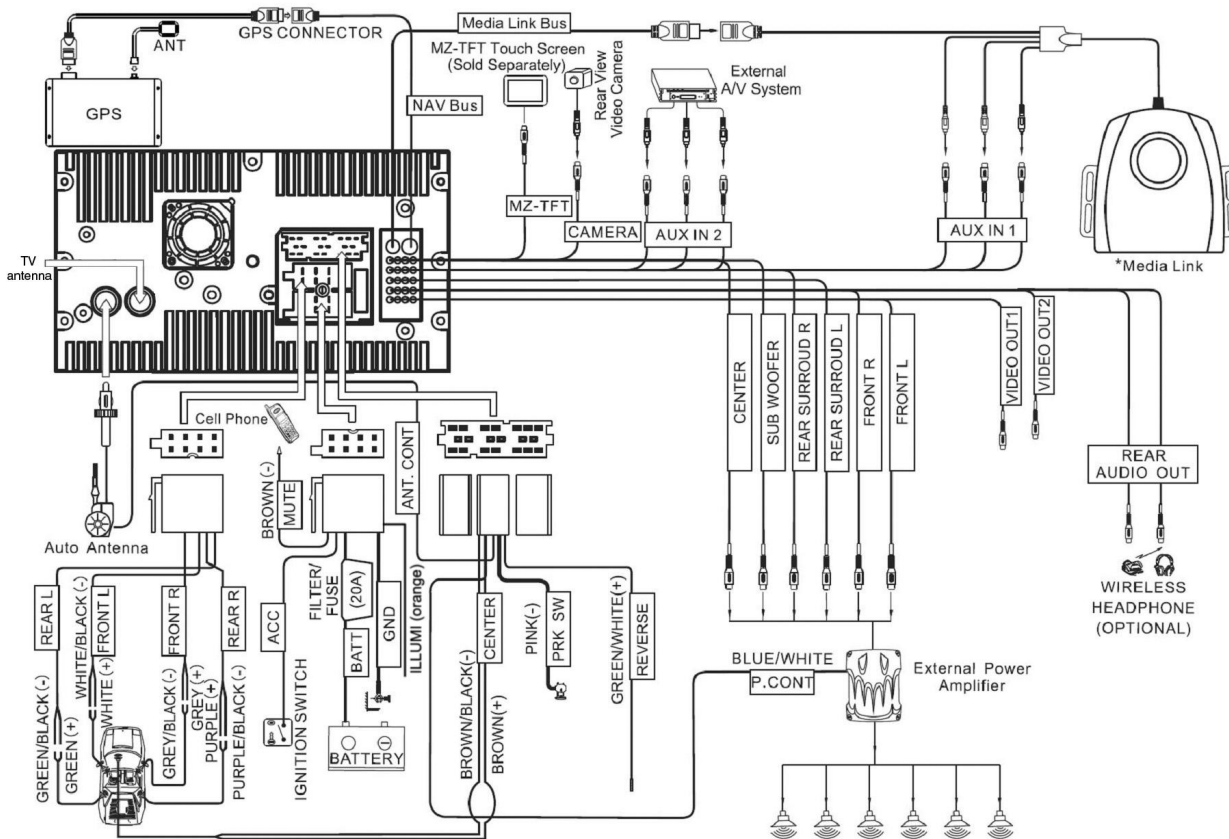 ANT
GPS CONNECTOR
GPS
NAV Bus
Media Link Bus
MZ-TFT Touch Screen
(Sold Separately)
Rear View
Video Camera
External
A/V System
MZ-TFT
CAMERA
AUX IN 2
AUX IN 1
*Media Link
TV
antenna
CENTER
SUB WOOFER
REAR SURROUD R
REAR SURROUD L
FRONT R
FRONT L
VIDEO OUT1
VIDEO OUT2
REAR
AUDIO OUT
WIRELESS
HEADPHONE
(OPTIONAL)
Cell Phone
BROWN (-)
MUTE
ANT. CONT
Auto Antenna
REAR L
WHITE/BLACK (-)
FRONT L
FRONT R
REAR R
GREEN/BLACK(-)
GREEN (+)
WHITE (+)
GREY/BLACK(-)
GREY(+)
PURPLE(+)
PURPLE/BLACK(-)
ACC
IGNITION SWITCH
FILTER/
FUSE
(20A)
BATT
GND
BATTERY
ILLUMI (orange)
CENTER
BROWN/BLACK(-)
BROWN(+)
PINK(-)
PRK SW
GREEN/WHITE(+)
REVERSE
BLUE/WHITE
P.CONT
External Power
Amplifier